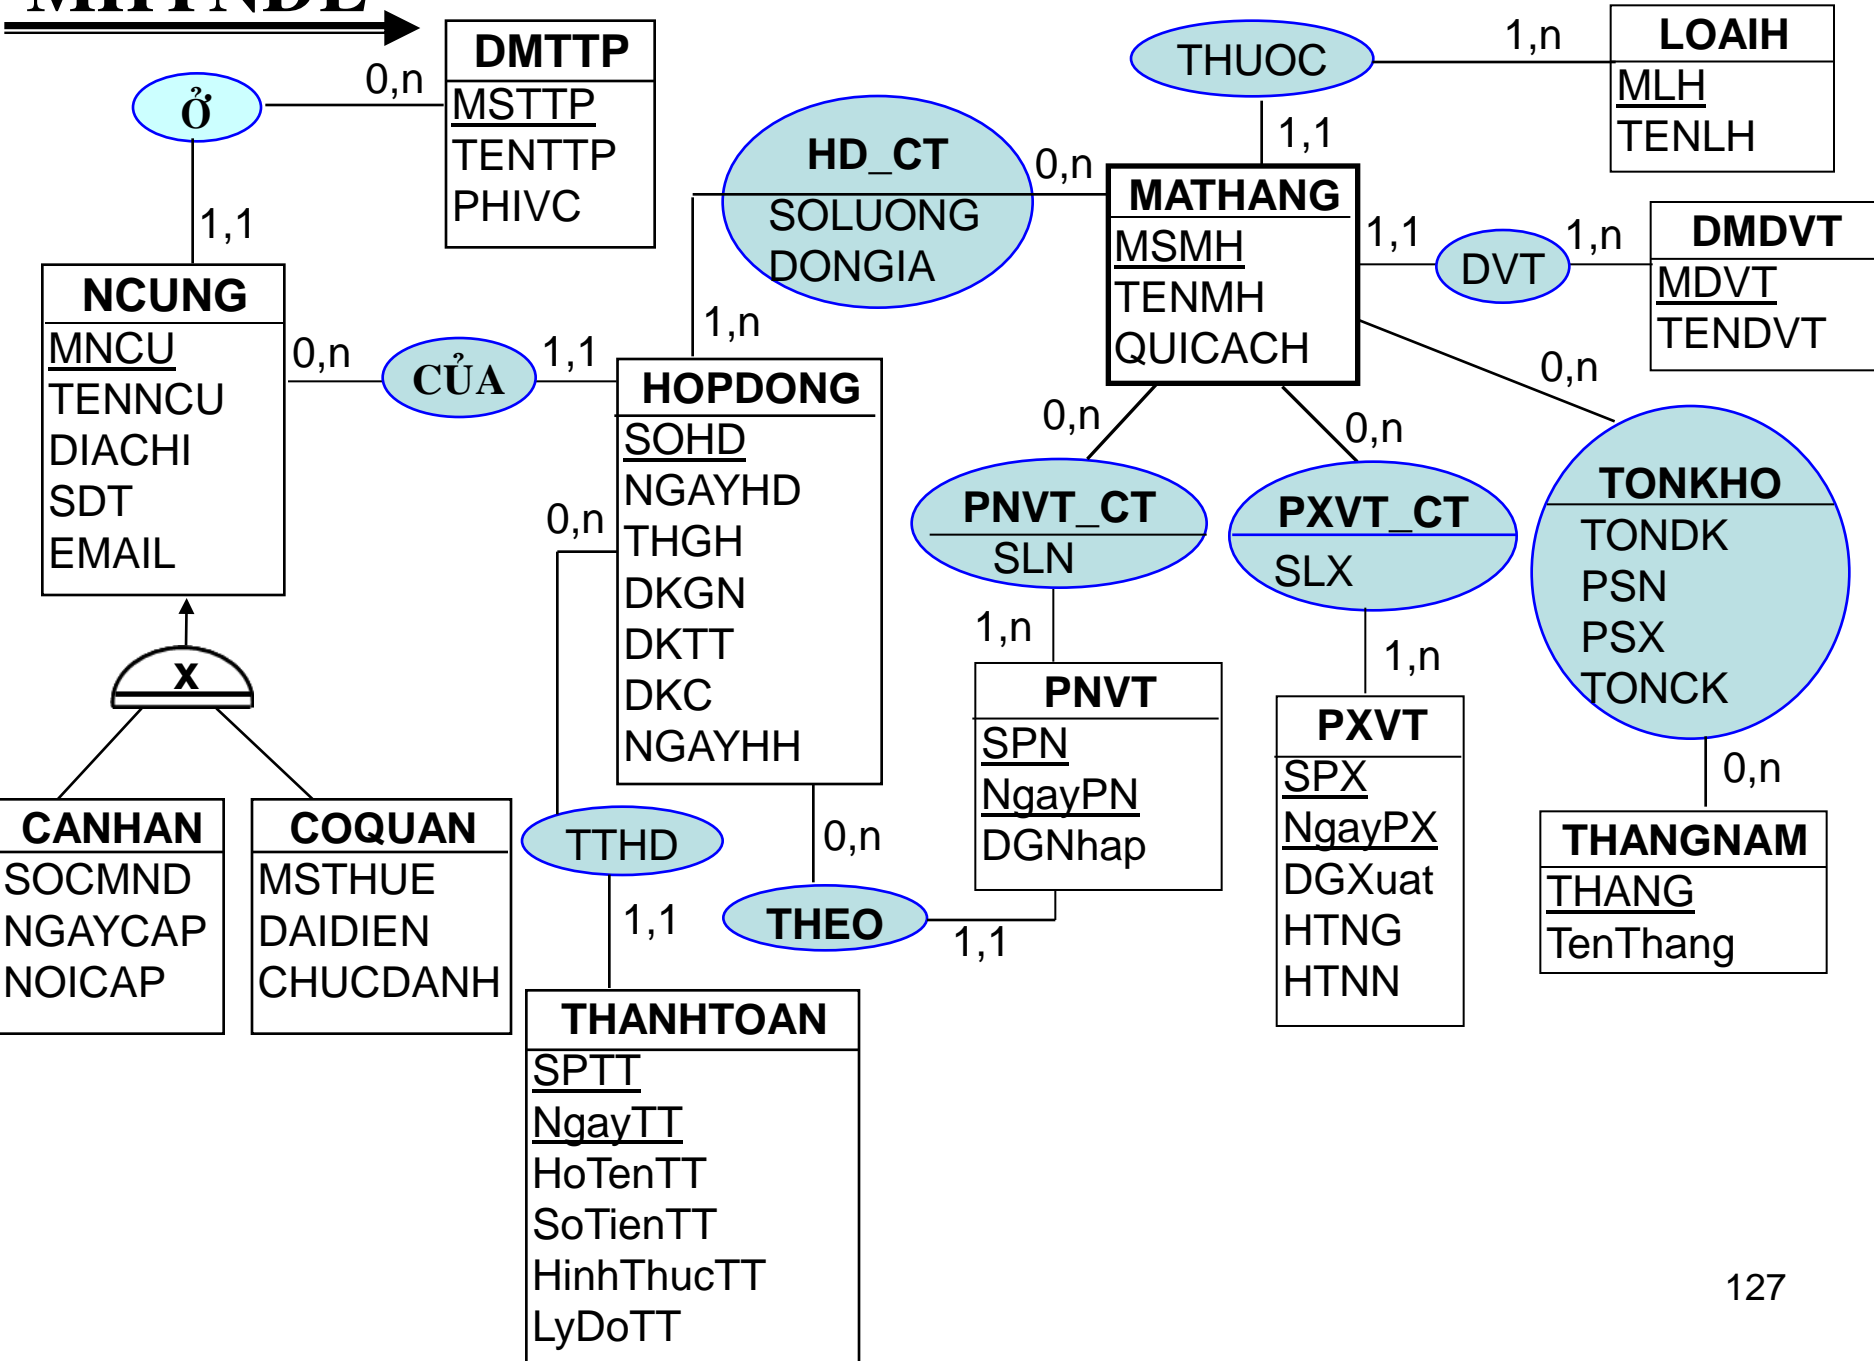 DMTTP
MSTTP
TENTTP
PHIVC
0,n
Ở
1,1
NCUNG
MNCU
TENNCU
DIACHI
SDT
EMAIL
0,n
CỦA
1,1
x
CANHAN
SOCMND
NGAYCAP
NOICAP
COQUAN
MSTHUE
DAIDIEN
CHUCDANH
HOPDONG
SOHD
NGAYHD
THGH
DKGN
DKTT
DKC
NGAYHH
1,n
HD_CT
SOLUONG
DONGIA
0,n
0,n
TTHD
1,1
THANHTOAN
SPTT
NgayTT
HoTenTT
SoTienTT
HinhThucTT
LyDoTT
0,n
THEO
1,1
THUOC
1,n
1,1
LOAIH
MLH
TENLH
MATHANG
MSMH
TENMH
QUICACH
1,1
DVT
1,n
DMDVT
MDVT
TENDVT
0,n
PNVT_CT
SLN
1,n
PNVT
SPN
NgayPN
DGNhap
0,n
PXVT_CT
SLX
1,n
PXVT
SPX
NgayPX
DGXuat
HTNG
HTNN
0,n
TONKHO
TONDK
PSN
PSX
TONCK
0,n
THANGNAM
THANG
TenThang
127